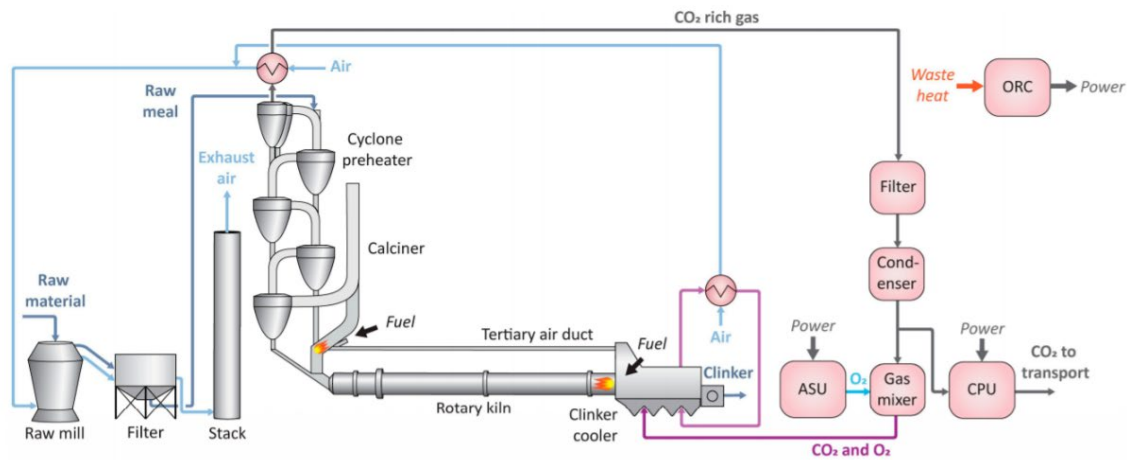 CO₂ rich gas
Air
Raw
meal
Waste
heat
ORC
Power
Cyclone
preheater
Exhaust
air
Filter
Calciner
Cond-
enser
Raw
material
Fuel
Tertiary air duct
Fuel
Air
Power
Power
CO₂ to
transport
Clinker
ASU
O₂
Gas
mixer
CPU
Rotary kiln
Clinker
cooler
Raw mill
Filter
Stack
CO₂ and O₂